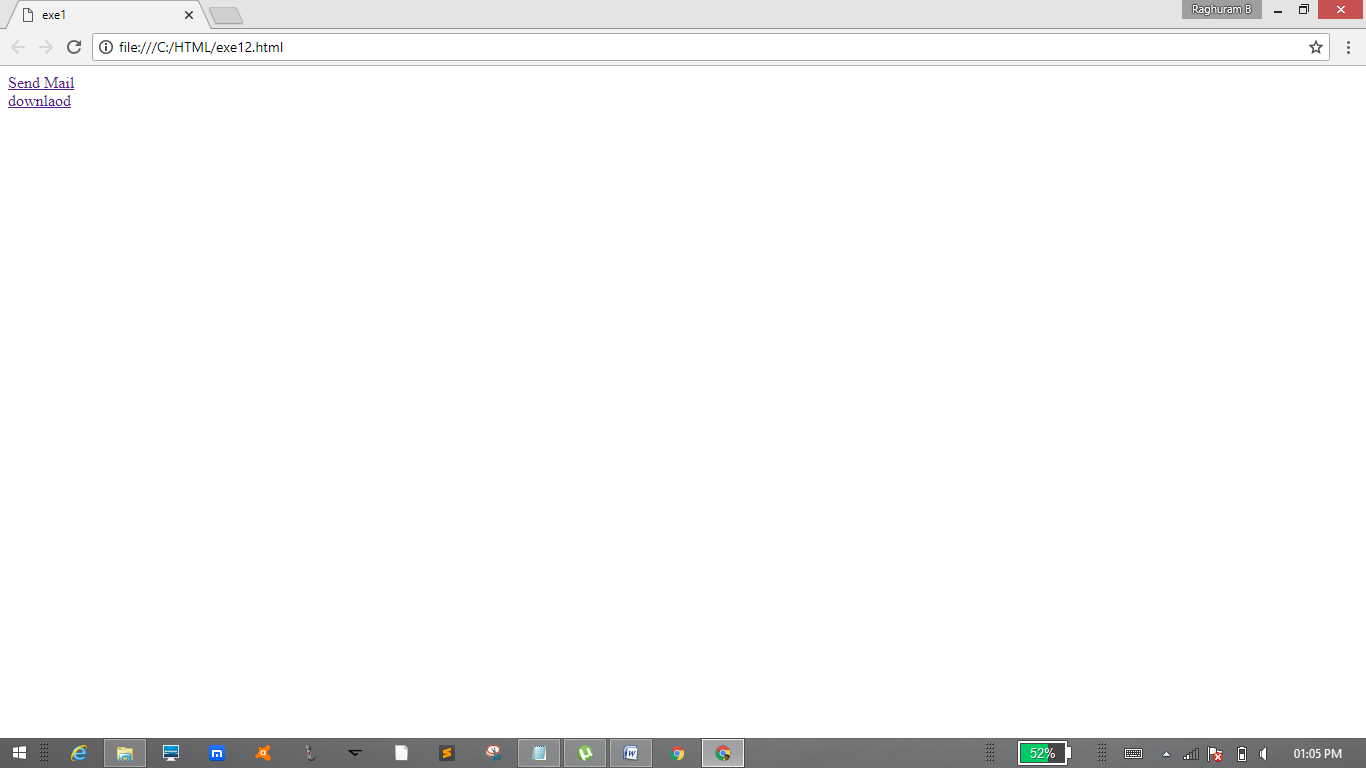 exe1
Raghuram B
file:///C:/HTML/exe12.html
Send Mail
downlaod
52%
01:05 PM